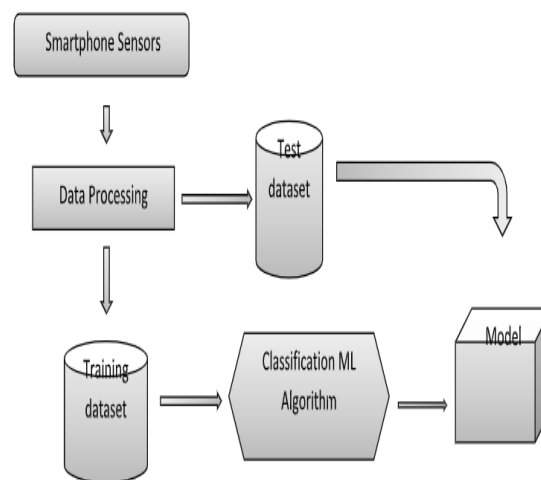 Smartphone Sensors
Data Processing
Test
dataset
Training
dataset
Classification ML
Algorithm
Model